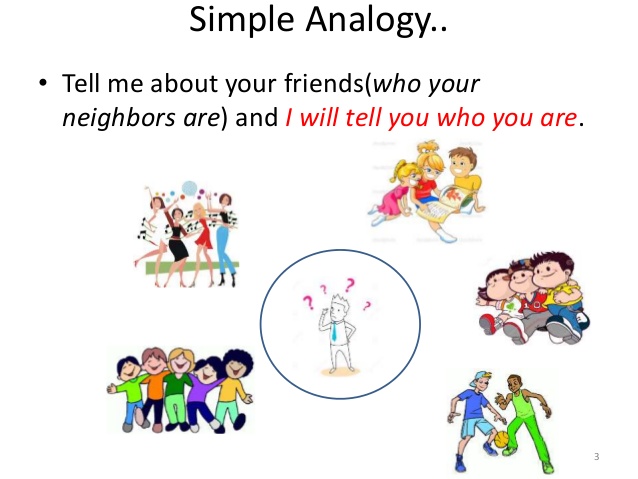 Simple Analogy..
• Tell me about your friends(who your
neighbors are) and I will tell you who you are.
? ? ? ?
3